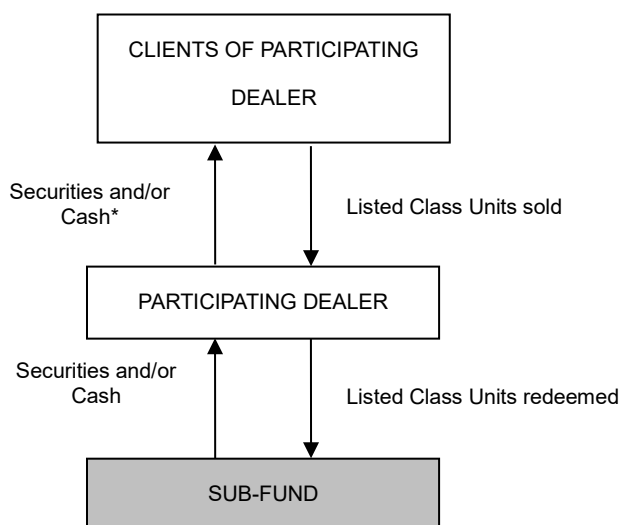 CLIENTS OF PARTICIPATING
DEALER
Securities and/or
Cash*
Listed Class Units sold
PARTICIPATING DEALER
Securities and/or
Cash
Listed Class Units redeemed
SUB-FUND